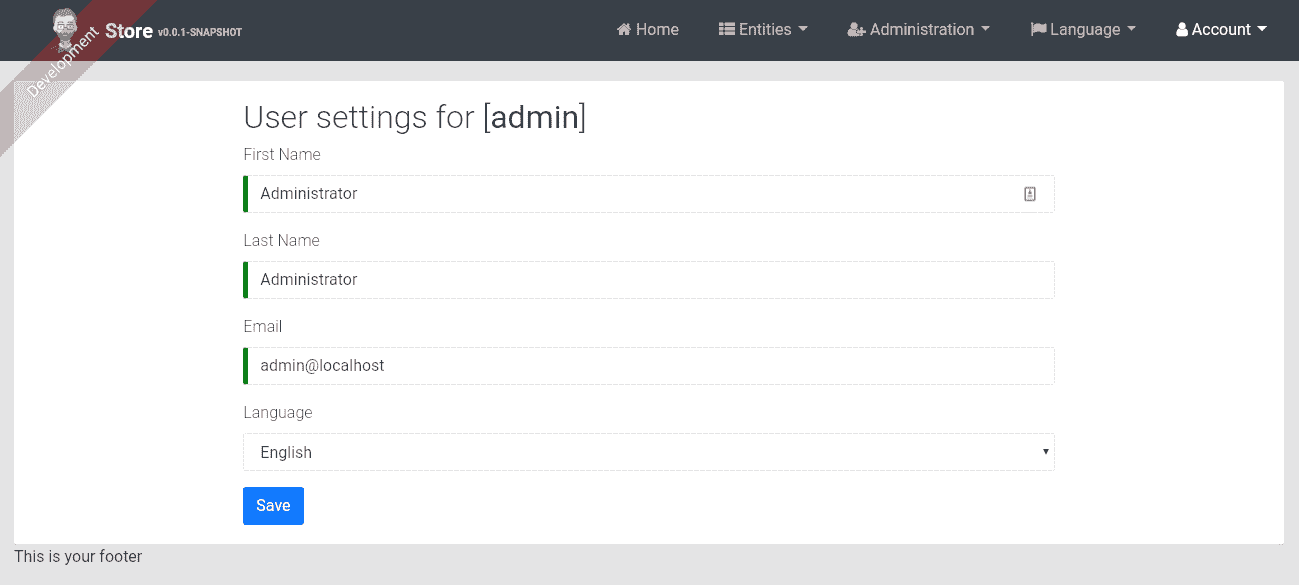 Development
Store v0.0.1-SNAPSHOT
Home Entities Administration Language Account
User settings for [admin]
First Name
Administrator
Last Name
Administrator
Email
admin@localhost
Language
English
Save
This is your footer